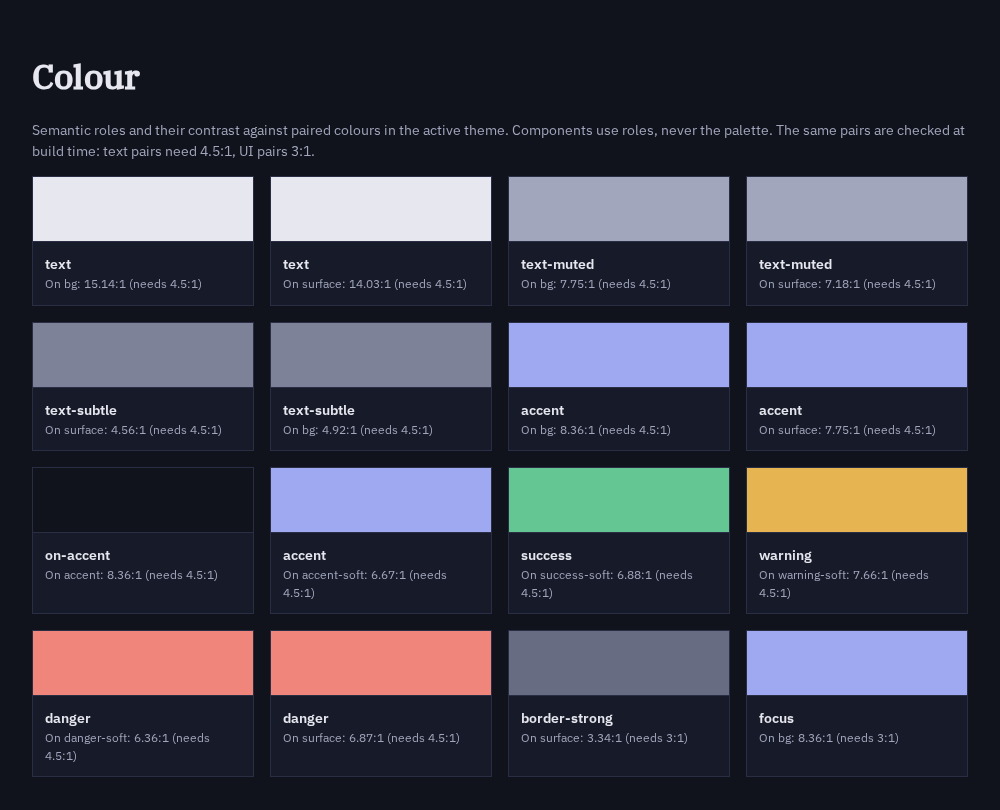 Colour
Semantic roles and their contrast against paired colours in the active theme. Components use roles, never the palette. The same pairs are checked at
build time: text pairs need 4.5:1, UI pairs 3:1.
text
On bg: 15.14:1 (needs 4.5:1)
text
On surface: 14.03:1 (needs 4.5:1)
text-muted
On bg: 7.75:1 (needs 4.5:1)
text-muted
On surface: 7.18:1 (needs 4.5:1)
text-subtle
On surface: 4.56:1 (needs 4.5:1)
text-subtle
On bg: 4.92:1 (needs 4.5:1)
accent
On bg: 8.36:1 (needs 4.5:1)
accent
On surface: 7.75:1 (needs 4.5:1)
on-accent
On accent: 8.36:1 (needs 4.5:1)
accent
On accent-soft: 6.67:1 (needs
4.5:1)
success
On success-soft: 6.88:1 (needs
4.5:1)
warning
On warning-soft: 7.66:1 (needs
4.5:1)
danger
On danger-soft: 6.36:1 (needs
4.5:1)
danger
On surface: 6.87:1 (needs 4.5:1)
border-strong
On surface: 3.34:1 (needs 3:1)
focus
On bg: 8.36:1 (needs 3:1)